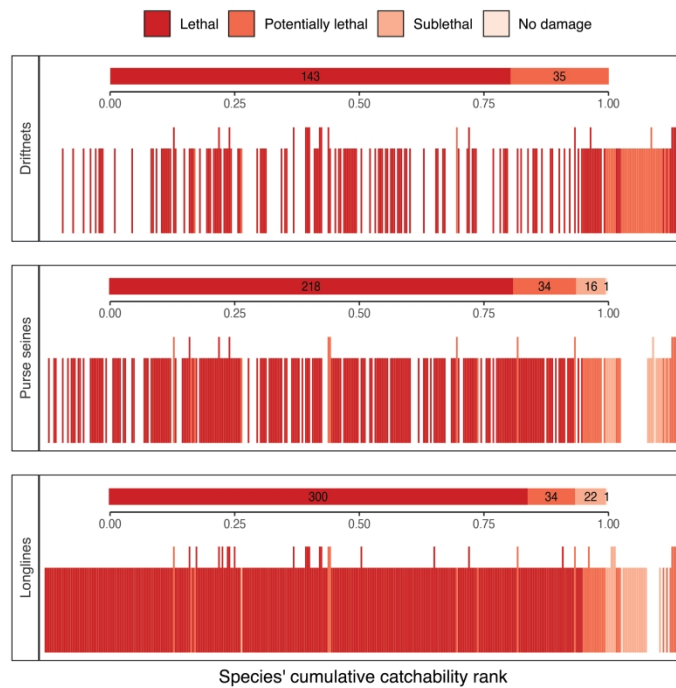 Lethal Potentially lethal Sublethal No damage
Driftnets
143 35
0.00 0.25 0.50 0.75 1.00
Purse seines
218 34 16 1
0.00 0.25 0.50 0.75 1.00
Longlines
300 34 22 1
0.00 0.25 0.50 0.75 1.00
Species' cumulative catchability rank